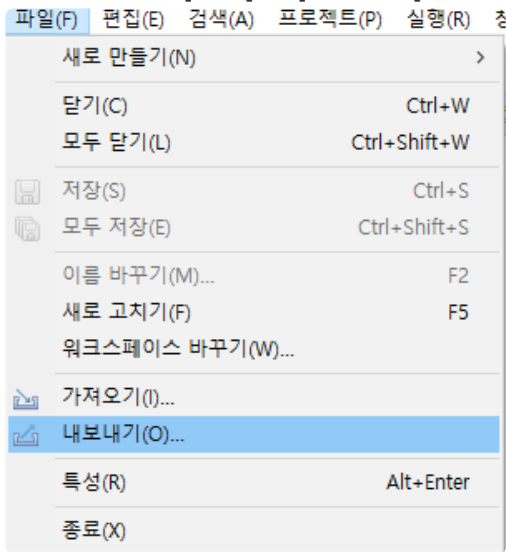 파일(F) 편집(E) 검색(A) 프로젝트(P) 실행(R)
새로 만들기(N) >
닫기(C) Ctrl+W
모두 닫기(L) Ctrl+Shift+W
저장(S) Ctrl+S
모두 저장(E) Ctrl+Shift+S
이름 바꾸기(M)... F2
새로 고치기(F) F5
워크스페이스 바꾸기(W)...
가져오기(I)...
내보내기(O)...
특성(R) Alt+Enter
종료(X)